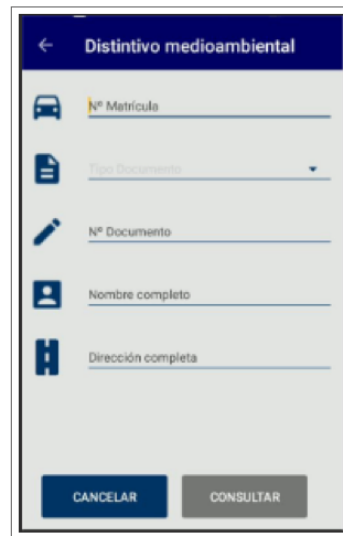 Distintivo medioambiental
Nº Matrícula
Tipo Documento
Nº Documento
Nombre completo
Dirección completa
CANCELAR CONSULTAR